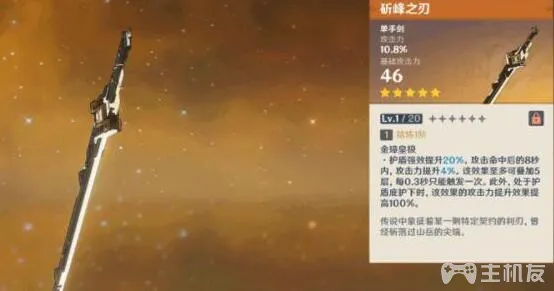 斫峰之刃
单手剑
攻击力
10.8%
基础攻击力
46
Lv.1 / 20
1 精炼1阶
金璋皇极
·护盾强效提升20%,攻击命中后的8秒
内,攻击力提升4%。该效果至多可叠加5
层,每0.3秒只能触发一次。此外,处于护
盾庇护下时,该效果的攻击力提升效果提
高100%。
传说中象征着某一则特定契约的利刃,曾
经斩落过山岳的尖端。
主机友